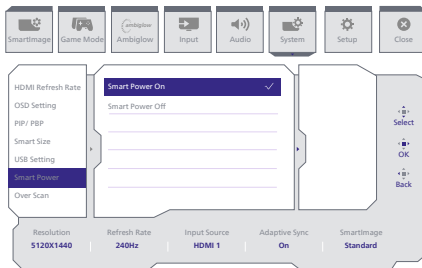 SmartImage
Game Mode
ambiglow
Ambiglow
Input
Audio
System
Setup
Close
HDMI Refresh Rate
OSD Setting
PIP/ PBP
Smart Size
USB Setting
Smart Power
Over Scan
Smart Power On
Smart Power Off
Select
OK
Back
Resolution
5120X1440
Refresh Rate
240Hz
Input Source
HDMI 1
Adaptive Sync
On
SmartImage
Standard